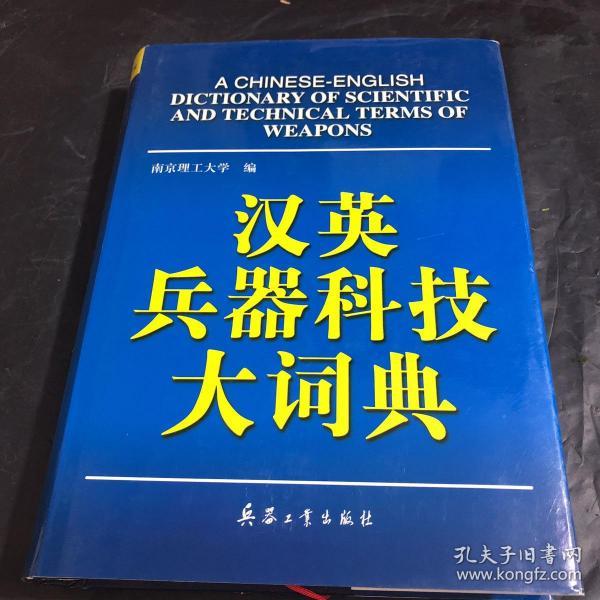 A CHINESE-ENGLISH
DICTIONARY OF SCIENTIFIC
AND TECHNICAL TERMS OF
WEAPONS
南京理工大学 编
汉英
兵器科技
大词典
兵器工业出版社
孔夫子旧书网
www.kongfz.com